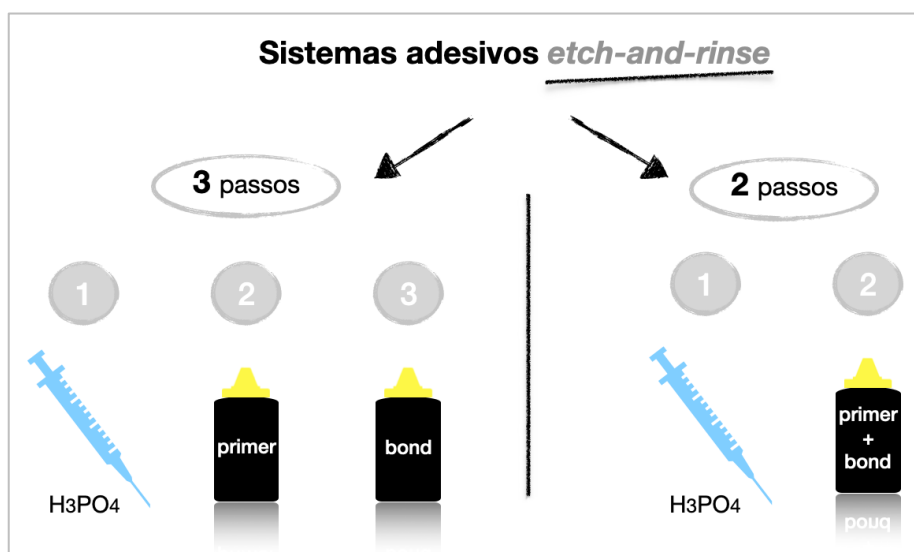 Sistemas adesivos etch-and-rinse
3 passos
2 passos
1
2
3
1
2
primer
bond
primer
+
bond
H3PO4
H3PO4
bond